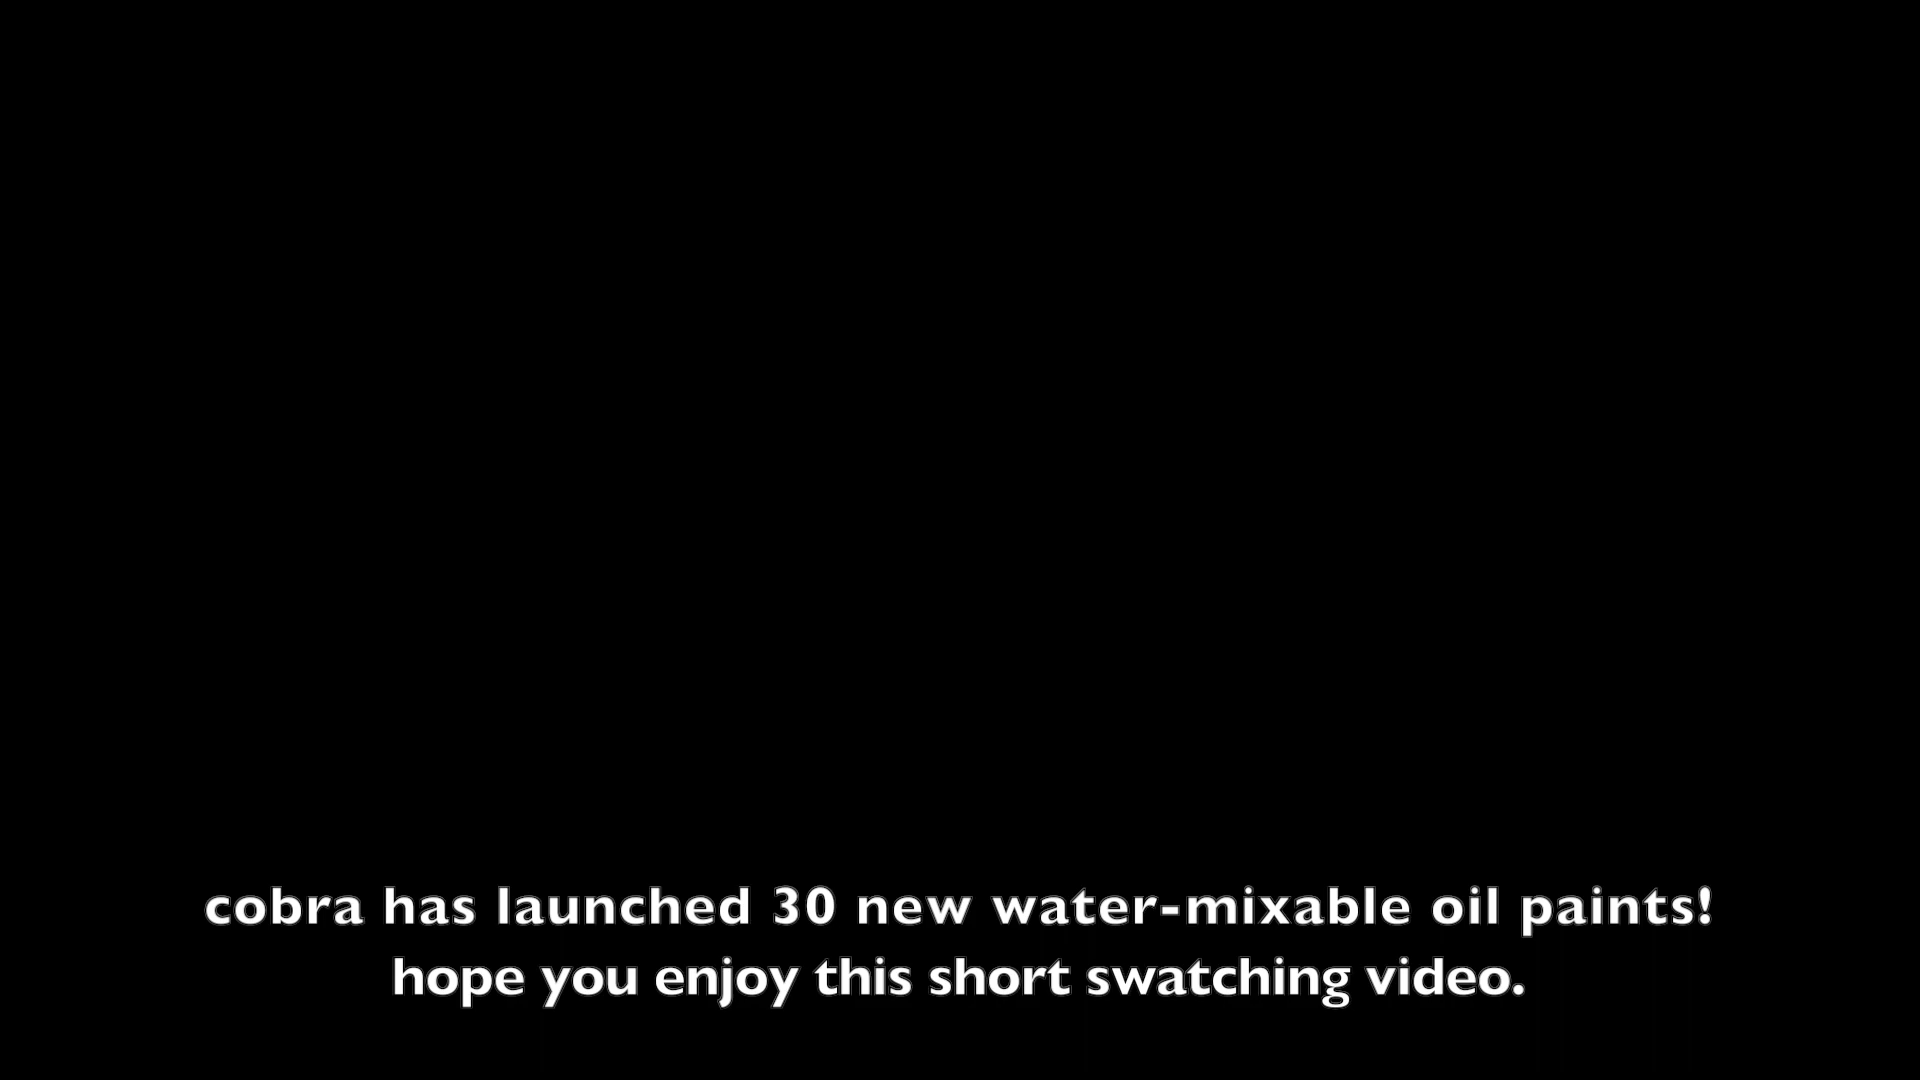 cobra has launched 30 new water-mixable oil paints!
hope you enjoy this short swatching video.